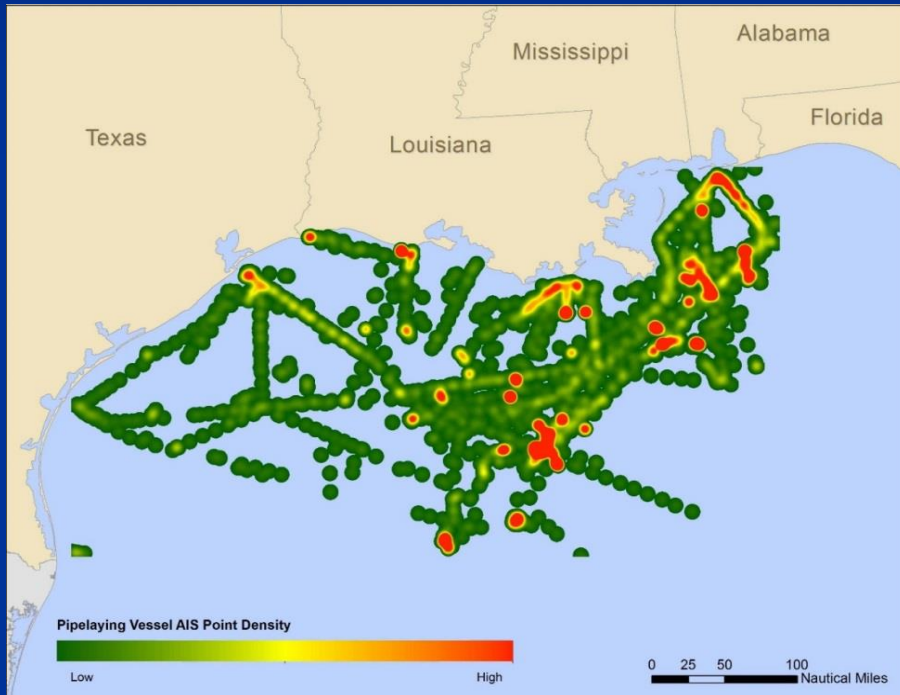 Alabama
Mississippi
Florida
Texas
Louisiana
Pipelaying Vessel AIS Point Density
Low
High
0 25 50 100
Nautical Miles